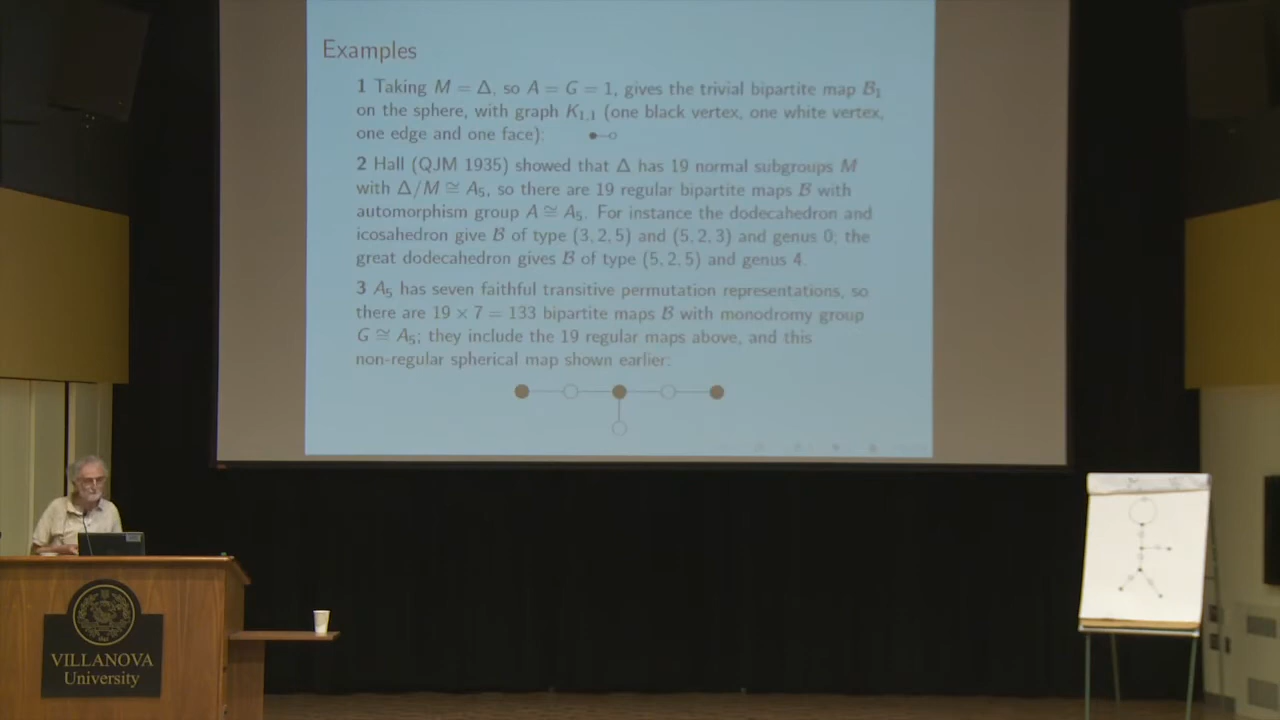 Examples
1 Taking M = Δ, so A = G = 1, gives the trivial bipartite map B₁
on the sphere, with graph K₁,₁ (one black vertex, one white vertex,
one edge and one face):
2 Hall (QJM 1935) showed that Δ has 19 normal subgroups M
with Δ/M ≅ A₅, so there are 19 regular bipartite maps B with
automorphism group A ≅ A₅. For instance the dodecahedron and
icosahedron give B of type (3, 2, 5) and (5, 2, 3) and genus 0; the
great dodecahedron gives B of type (5, 2, 5) and genus 4.
3 A₅ has seven faithful transitive permutation representations, so
there are 19 × 7 = 133 bipartite maps B with monodromy group
G ≅ A₅; they include the 19 regular maps above, and this
non-regular spherical map shown earlier:
VILLANOVA
University